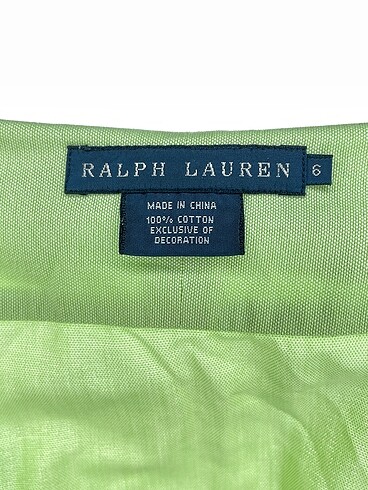 RALPH LAUREN 6
MADE IN CHINA
100% COTTON
EXCLUSIVE OF
DECORATION